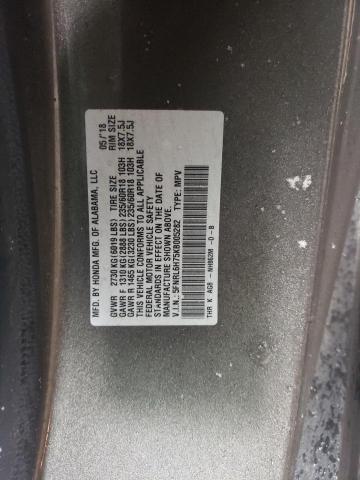 MFD. BY HONDA MFG. OF ALABAMA, LLC 05/'18
GVWR 2730 KG (6019 LBS) TIRE SIZE RIM SIZE
GAWR F 1310 KG (2888 LBS) 235/60R18 103H 18X7.5J
GAWR R 1465 KG (3230 LBS) 235/60R18 103H 18X7.5J
THIS VEHICLE CONFORMS TO ALL APPLICABLE
FEDERAL MOTOR VEHICLE SAFETY
STANDARDS IN EFFECT ON THE DATE OF
MANUFACTURE SHOWN ABOVE.
V.I.N.: 5FNRL6H75KB005282 TYPE: MPV
THR K AG8 - NH862M -D -B